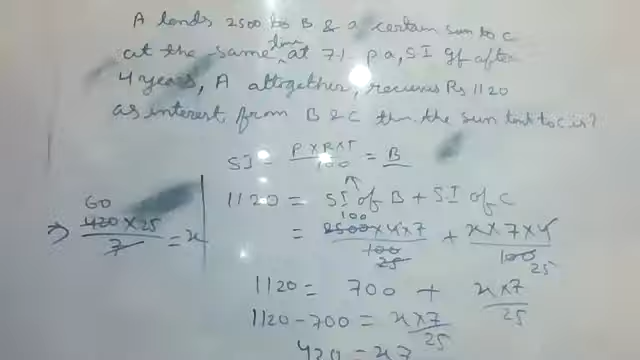 A lends 2500 to B & a certain sum to C
at the same time, at 7% p a, SI If after
4 years, A altogether, receives Rs 1120
as interest from B & C then the sum lent to C is?
SI = P×R×T/100 = B
1120 = SI of B + SI of C
100
= 2500×4×7/100 + x×7×4/100
25 25
60
⇒ 420×25/7 = x
1120 = 700 + x×7/25
1120-700 = x×7/25
420 = x7